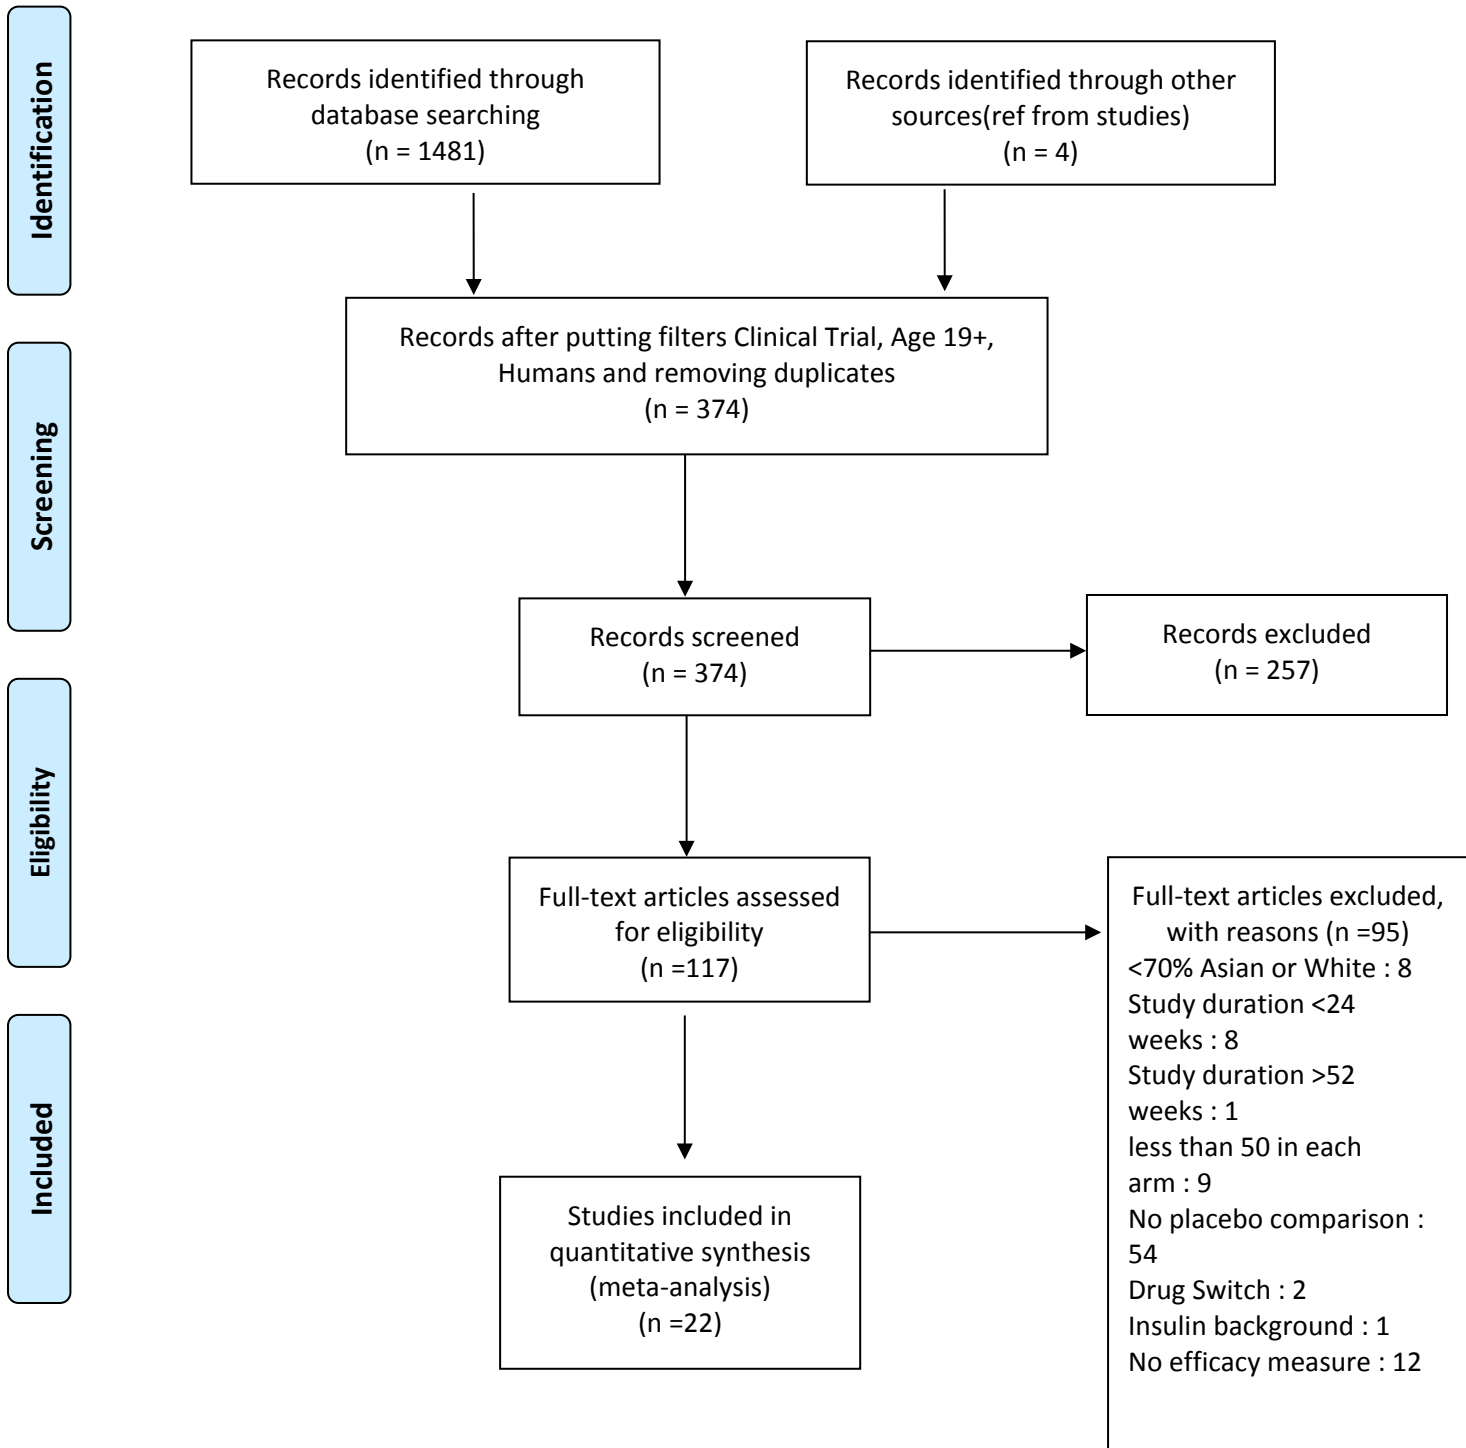 Identification
Records identified through
database searching
(n = 1481)
Records identified through other
sources(ref from studies)
(n = 4)
Records after putting filters Clinical Trial, Age 19+,
Humans and removing duplicates
(n = 374)
Screening
Records screened
(n = 374)
Records excluded
(n = 257)
Eligibility
Full-text articles assessed
for eligibility
(n =117)
Full-text articles excluded,
with reasons (n =95)
<70% Asian or White : 8
Study duration <24
weeks : 8
Study duration >52
weeks : 1
less than 50 in each
arm : 9
No placebo comparison :
54
Drug Switch : 2
Insulin background : 1
No efficacy measure : 12
Included
Studies included in
quantitative synthesis
(meta-analysis)
(n =22)